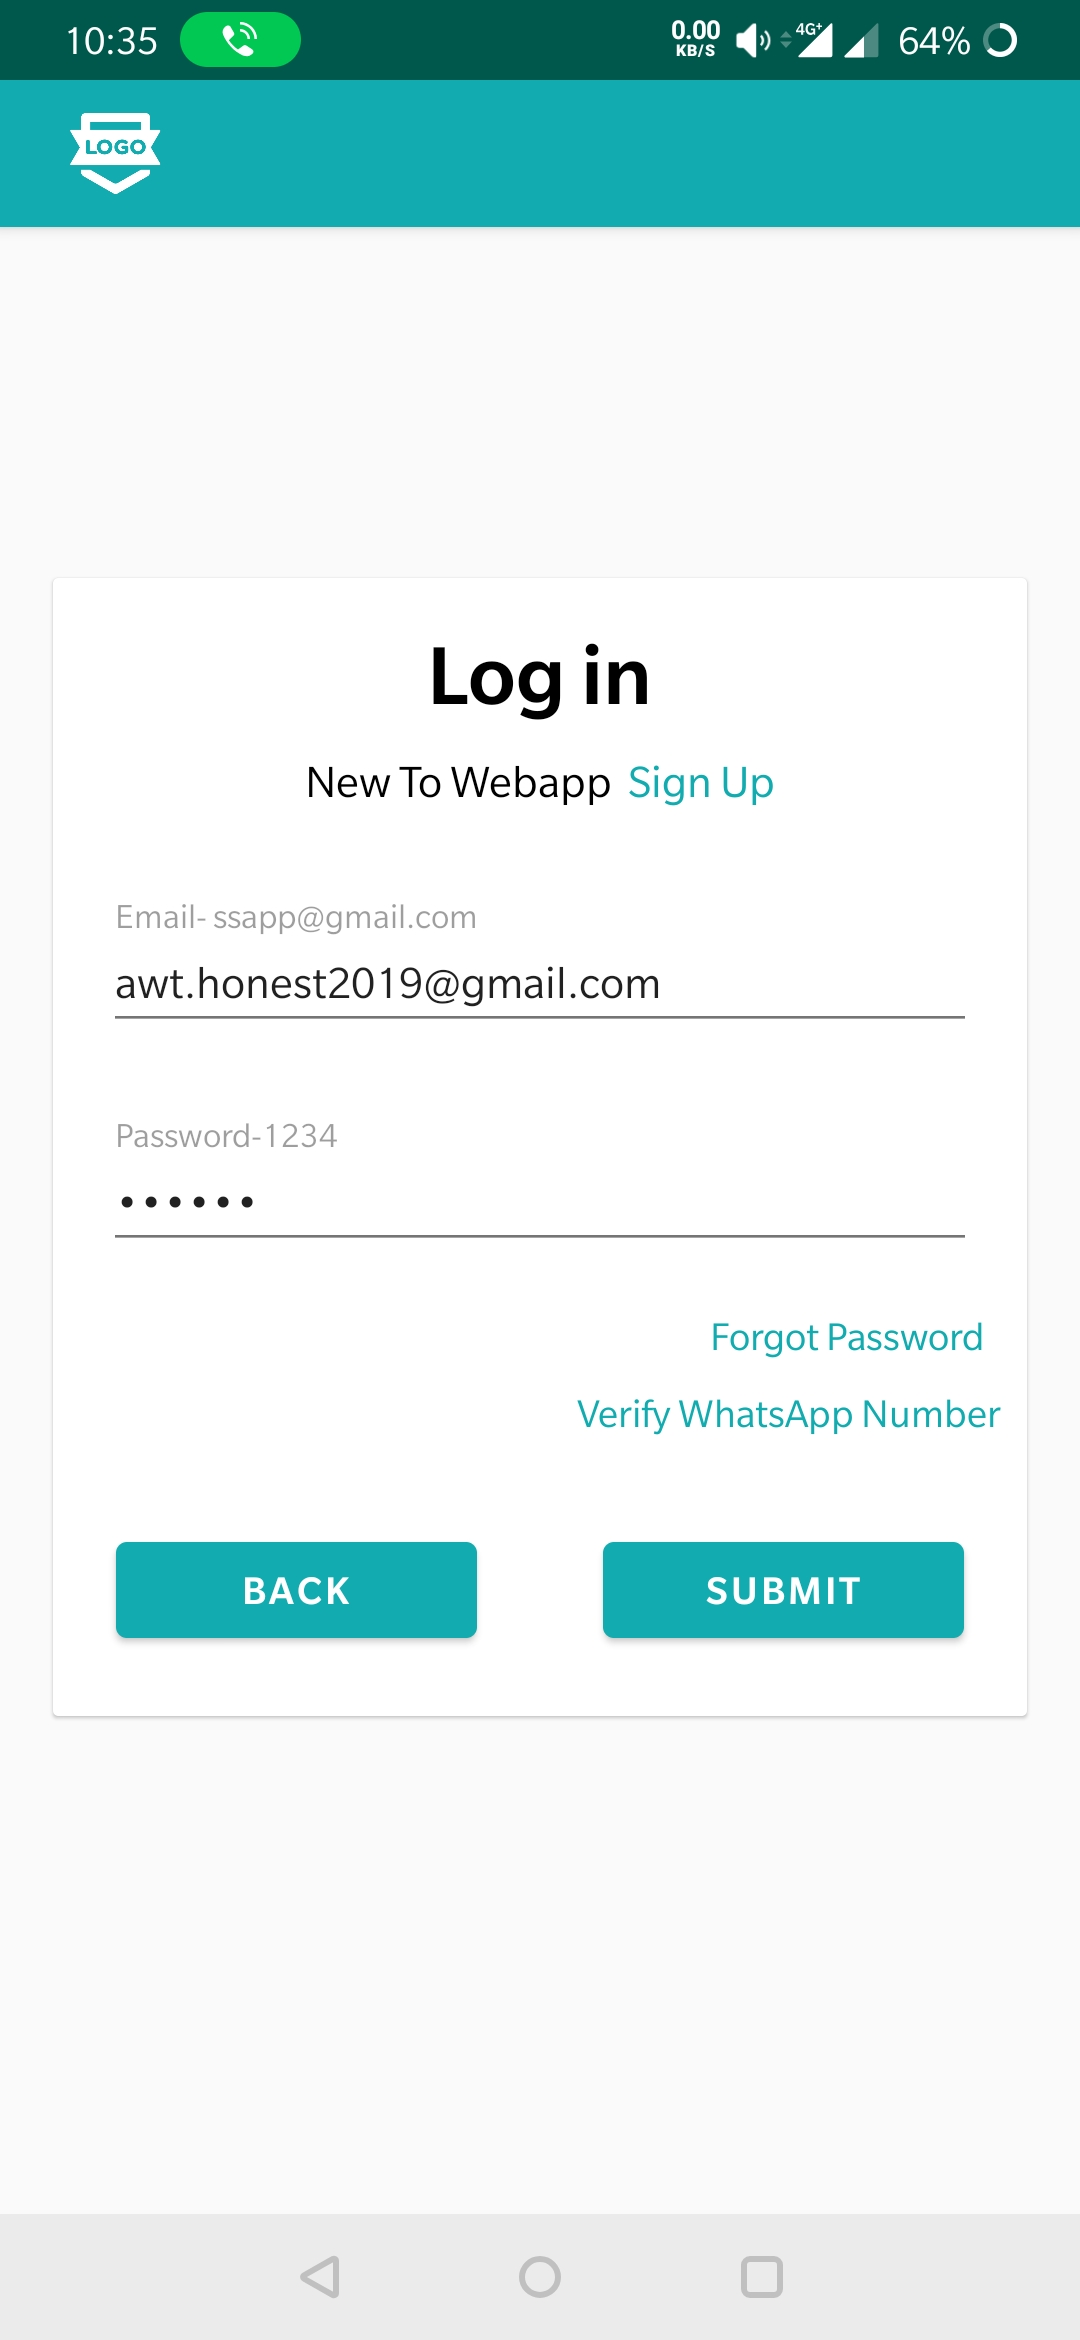 10:35
0.00
KB/S
4G+
64%
LOGO
Log in
New To Webapp Sign Up
Email- ssapp@gmail.com
awt.honest2019@gmail.com
Password-1234
••••••
Forgot Password
Verify WhatsApp Number
BACK
SUBMIT